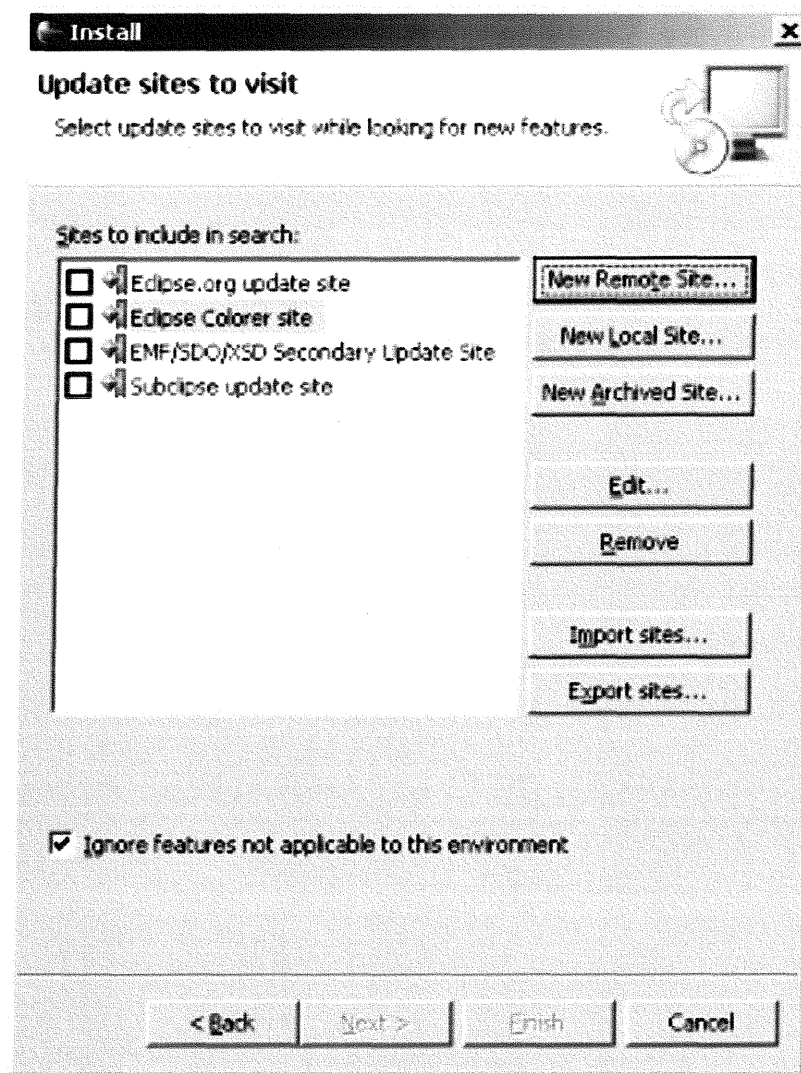 Install
Update sites to visit
Select update sites to visit while looking for new features.
Sites to include in search:
Eclipse.org update site
Eclipse Colorer site
EMF/SDO/XSD Secondary Update Site
Subclipse update site
New Remote Site...
New Local Site...
New Archived Site...
Edit...
Remove
Import sites...
Export sites...
Ignore features not applicable to this environment
< Back
Next >
Finish
Cancel